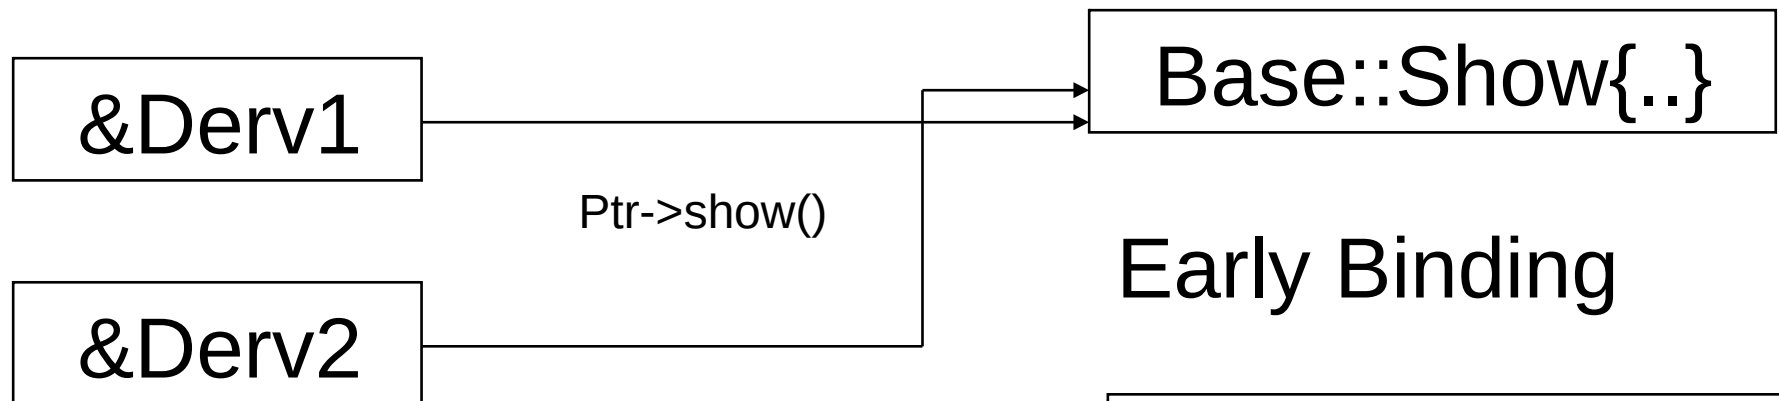 Base::Show{..}
&Derv1
Ptr->show()
Early Binding
&Derv2